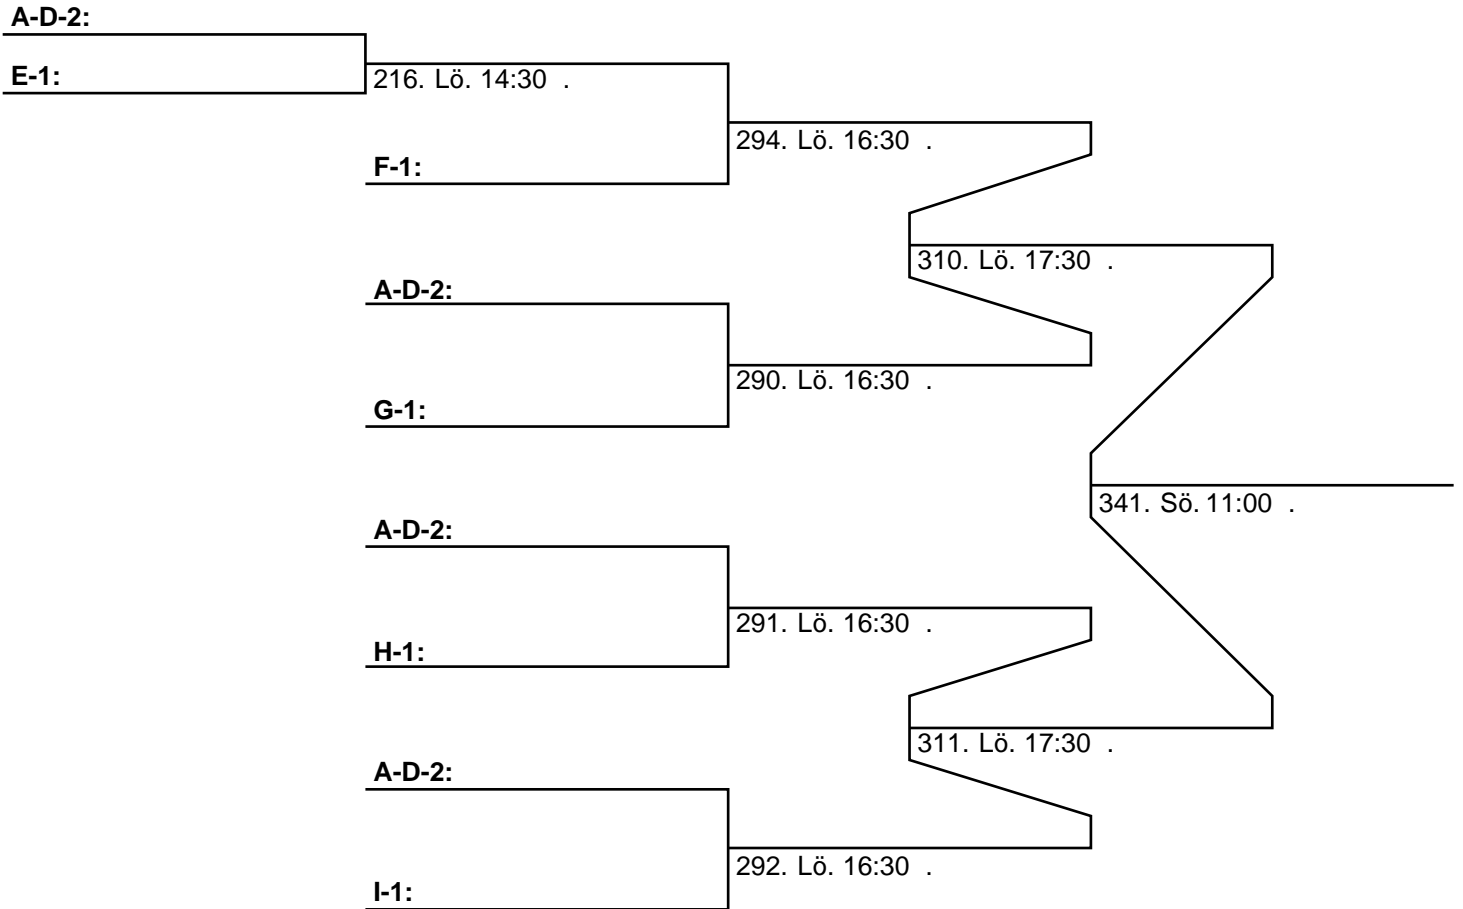 A-D-2:
E-1:
216. Lö. 14:30 .
294. Lö. 16:30 .
F-1:
310. Lö. 17:30 .
A-D-2:
290. Lö. 16:30 .
G-1:
341. Sö. 11:00 .
A-D-2:
291. Lö. 16:30 .
H-1:
311. Lö. 17:30 .
A-D-2:
292. Lö. 16:30 .
I-1: